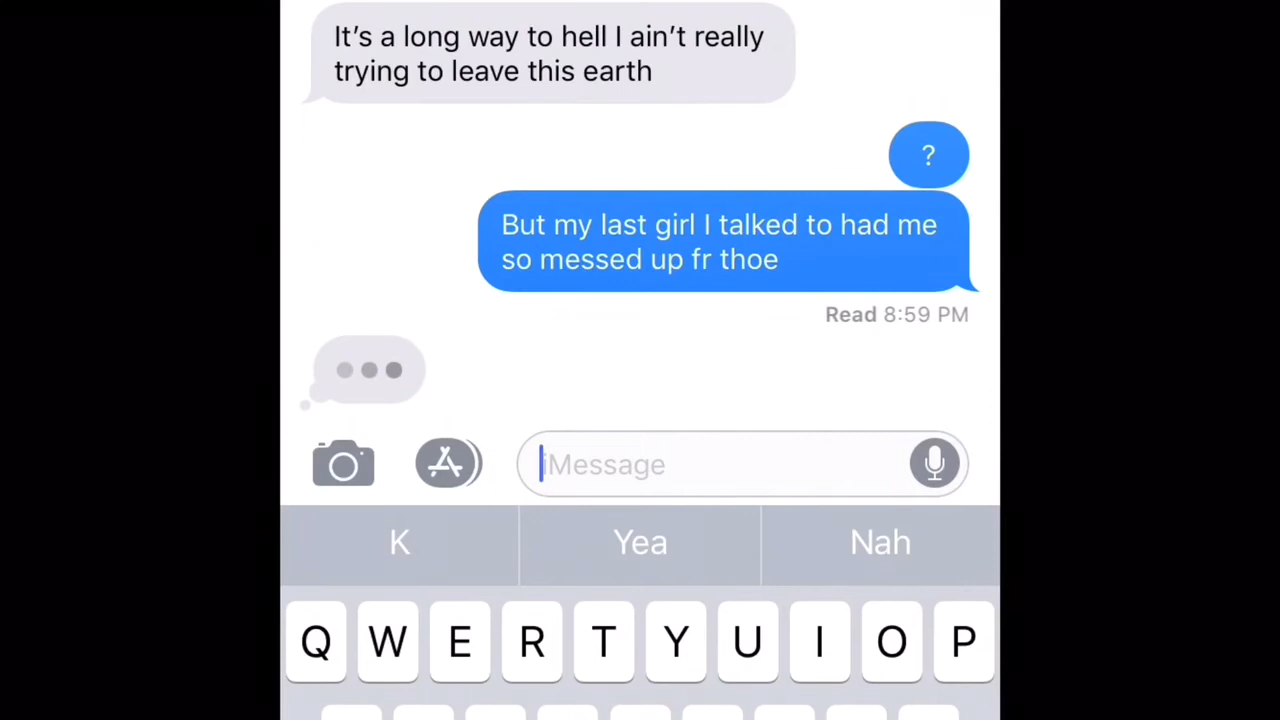 It's a long way to hell I ain't really
trying to leave this earth
?
But my last girl I talked to had me
so messed up fr thoe
Read 8:59 PM
iMessage
K Yea Nah
Q W E R T Y U I O P